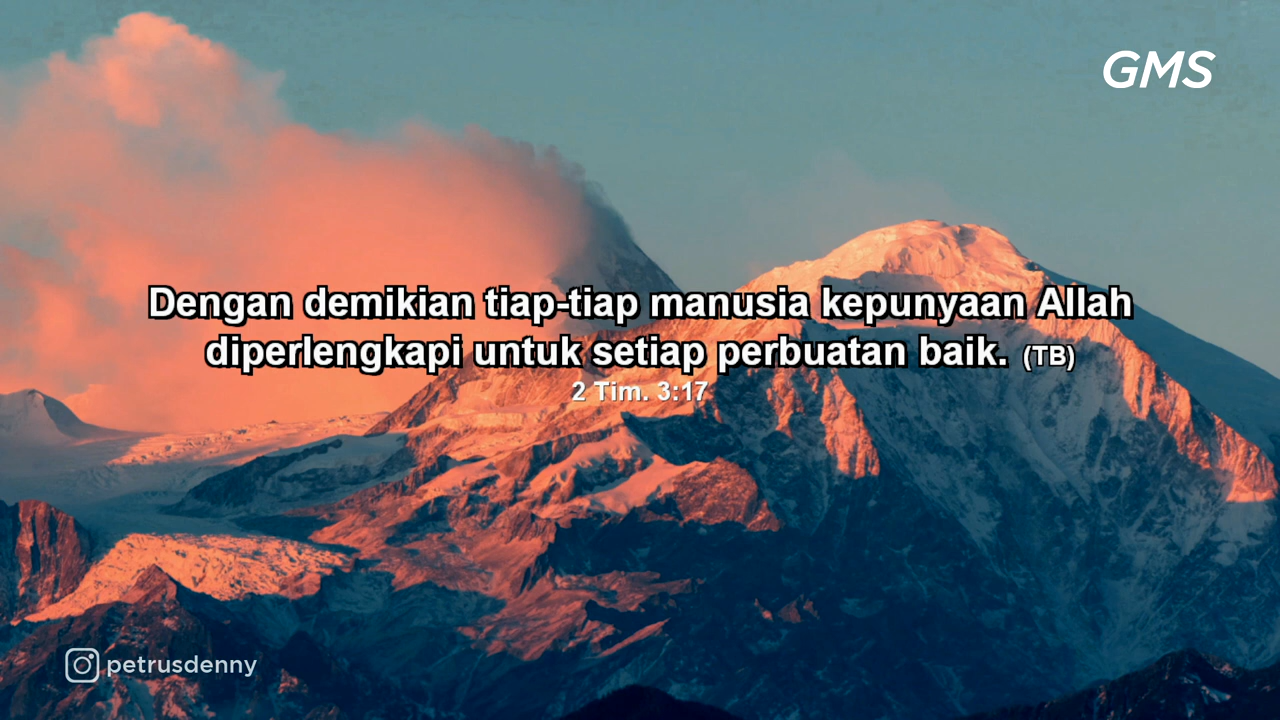 GMS
Dengan demikian tiap-tiap manusia kepunyaan Allah
diperlengkapi untuk setiap perbuatan baik. (TB)
2 Tim. 3:17
petrusdenny